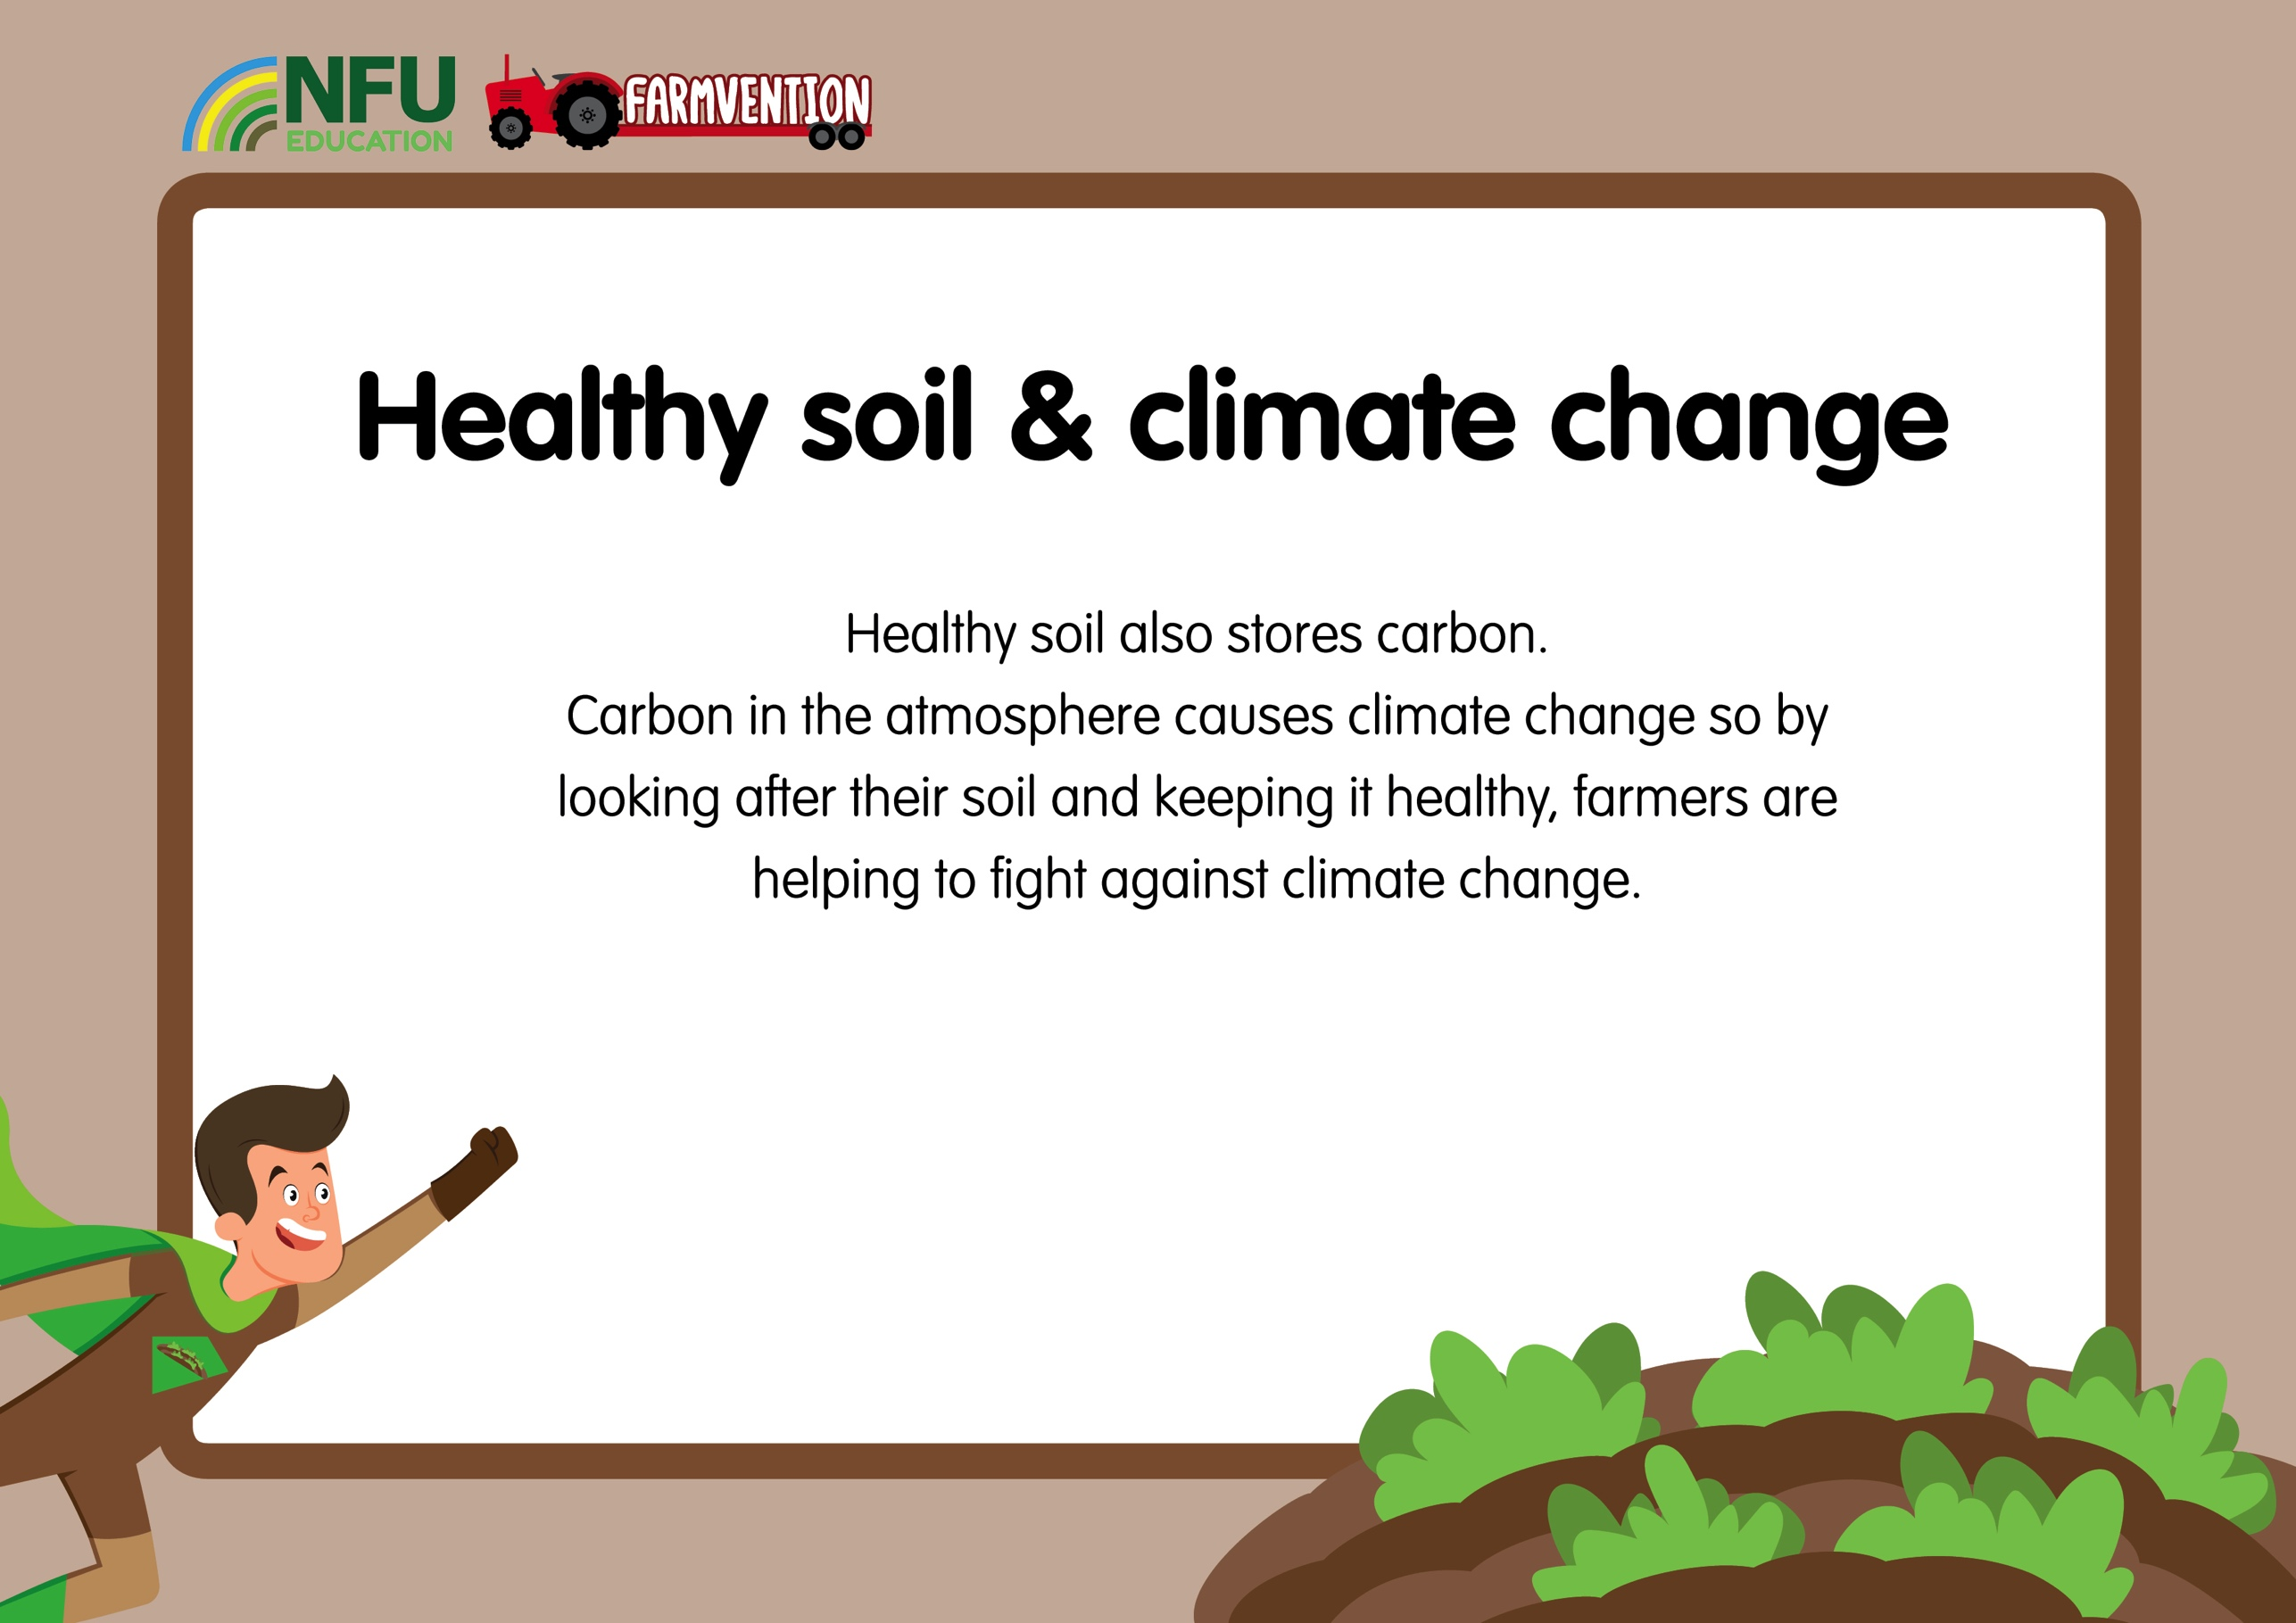 NFU
EDUCATION
FARMVENTION
Healthy soil & climate change
Healthy soil also stores carbon.
Carbon in the atmosphere causes climate change so by
looking after their soil and keeping it healthy, farmers are
helping to fight against climate change.